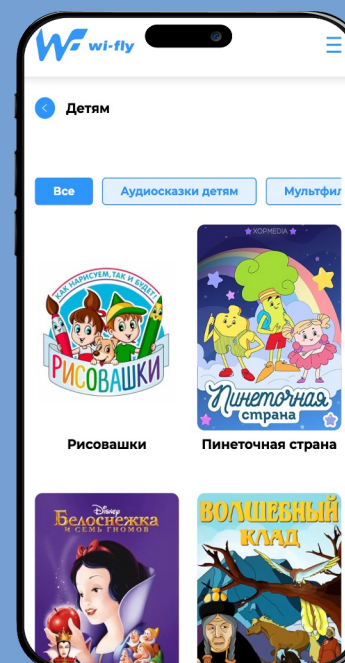 wi-fly
Детям
Все
Аудиосказки детям
Мультфил
КАК НАРИСУЕМ, ТАК И БУДЕТ!
РИСОВАШКИ
ХОРМЕDIA
Пинеточная
страна
Рисовашки
Пинеточная страна
Disney
Белоснежка
И СЕМЬ ГНОМОВ
ВОЛШЕБНЫЙ
КЛАД